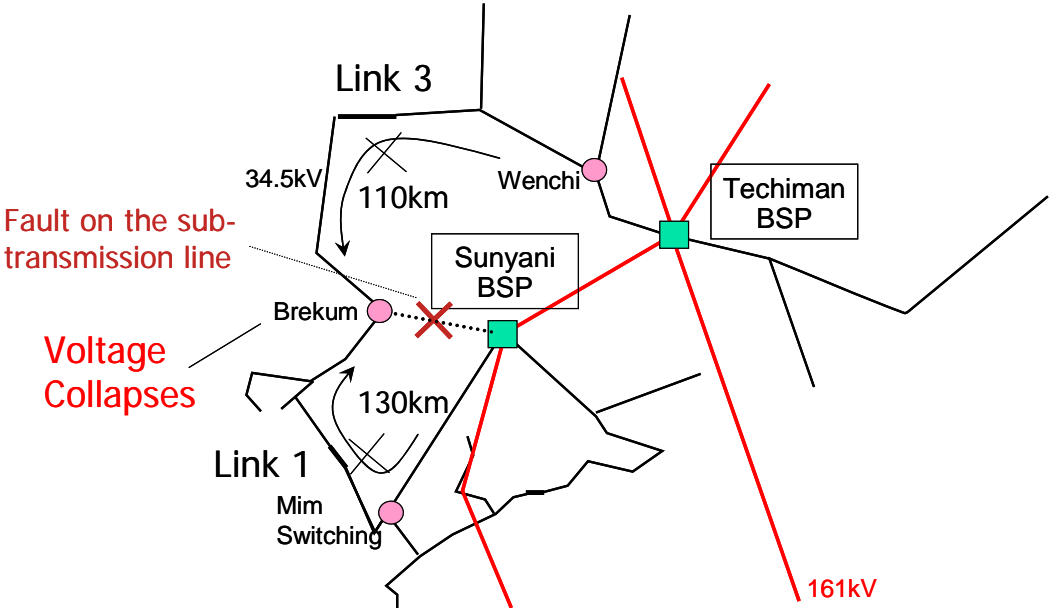 Link 3
34.5kV
110km
Wenchi
Techiman
BSP
Fault on the sub-
transmission line
Sunyani
BSP
Brekum
Voltage
Collapses
130km
Link 1
Mim
Switching
161kV